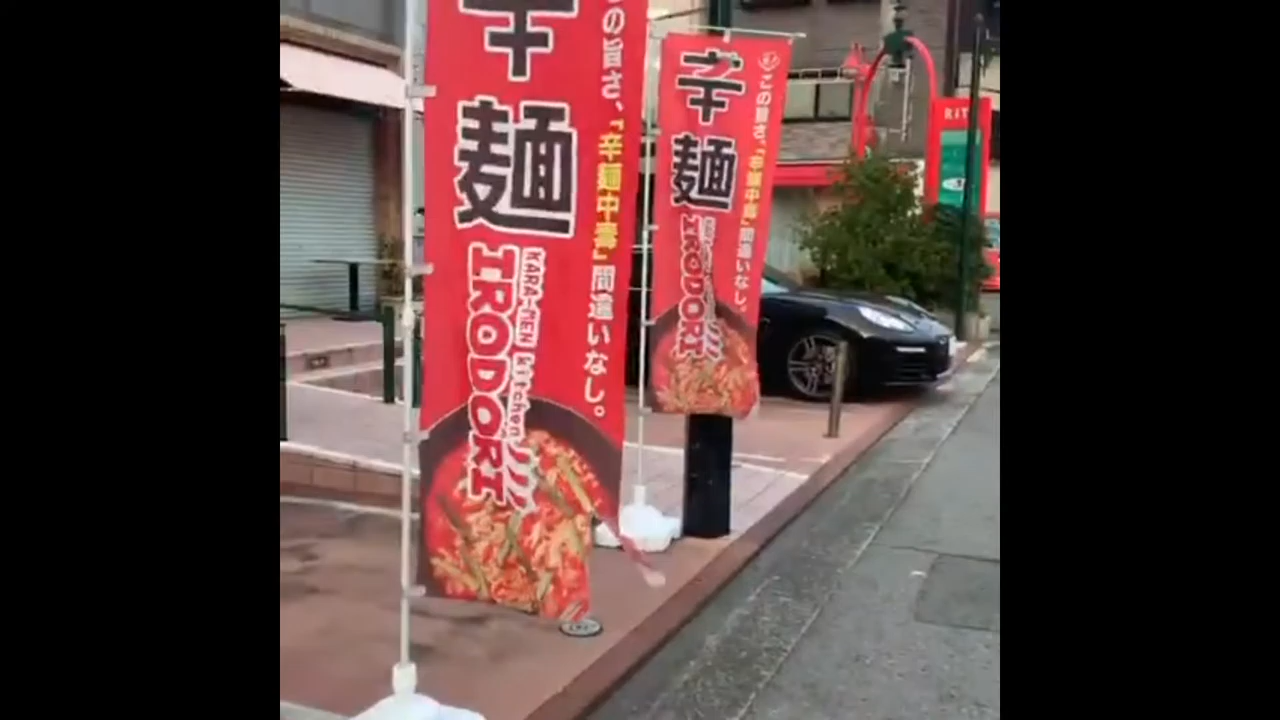 辛麺
KARA-MEN kitchen
IRODORI
の旨さ、「辛麺中毒」間違いなし。
辛麺
IRODORI
この旨さ、「辛麺中毒」間違いなし。
RIT